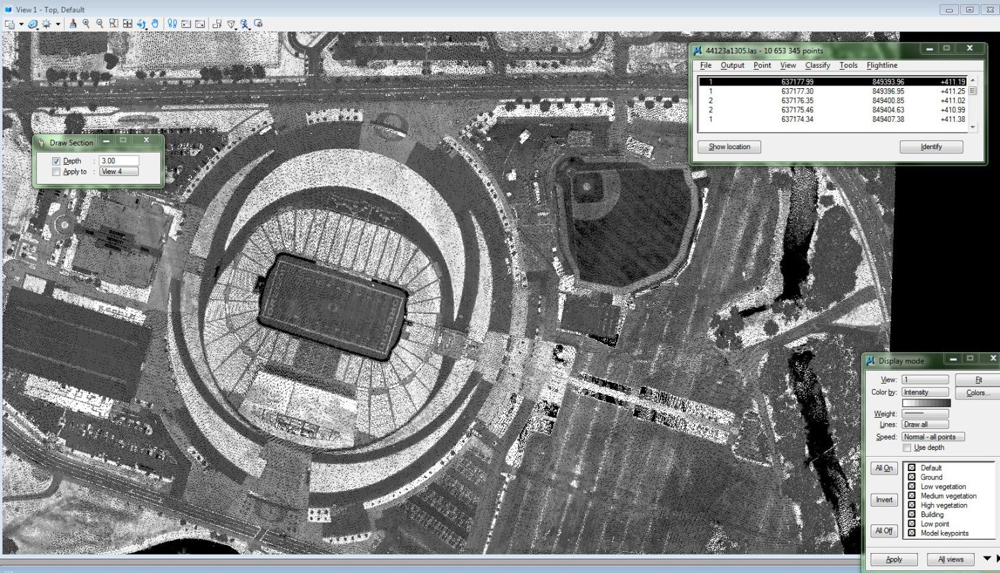 View 1 - Top, Default
44123a1305.las - 10 653 345 points
File Output Point View Classify Tools Flightline
1 637177.99 849393.96 +411.19
1 637177.30 849396.95 +411.25
2 637176.35 849400.85 +411.02
2 637175.46 849404.63 +410.99
1 637174.34 849407.38 +411.38
Show location Identify
Draw Section
Depth : 3.00
Apply to : View 4
OREGON
Display mode
View: 1 Fit
Color by: Intensity Colors...
Weight:
Lines: Draw all
Speed: Normal - all points
Use depth
All On
Invert
All Off
Default
Ground
Low vegetation
Medium vegetation
High vegetation
Building
Low point
Model keypoints
Apply All views